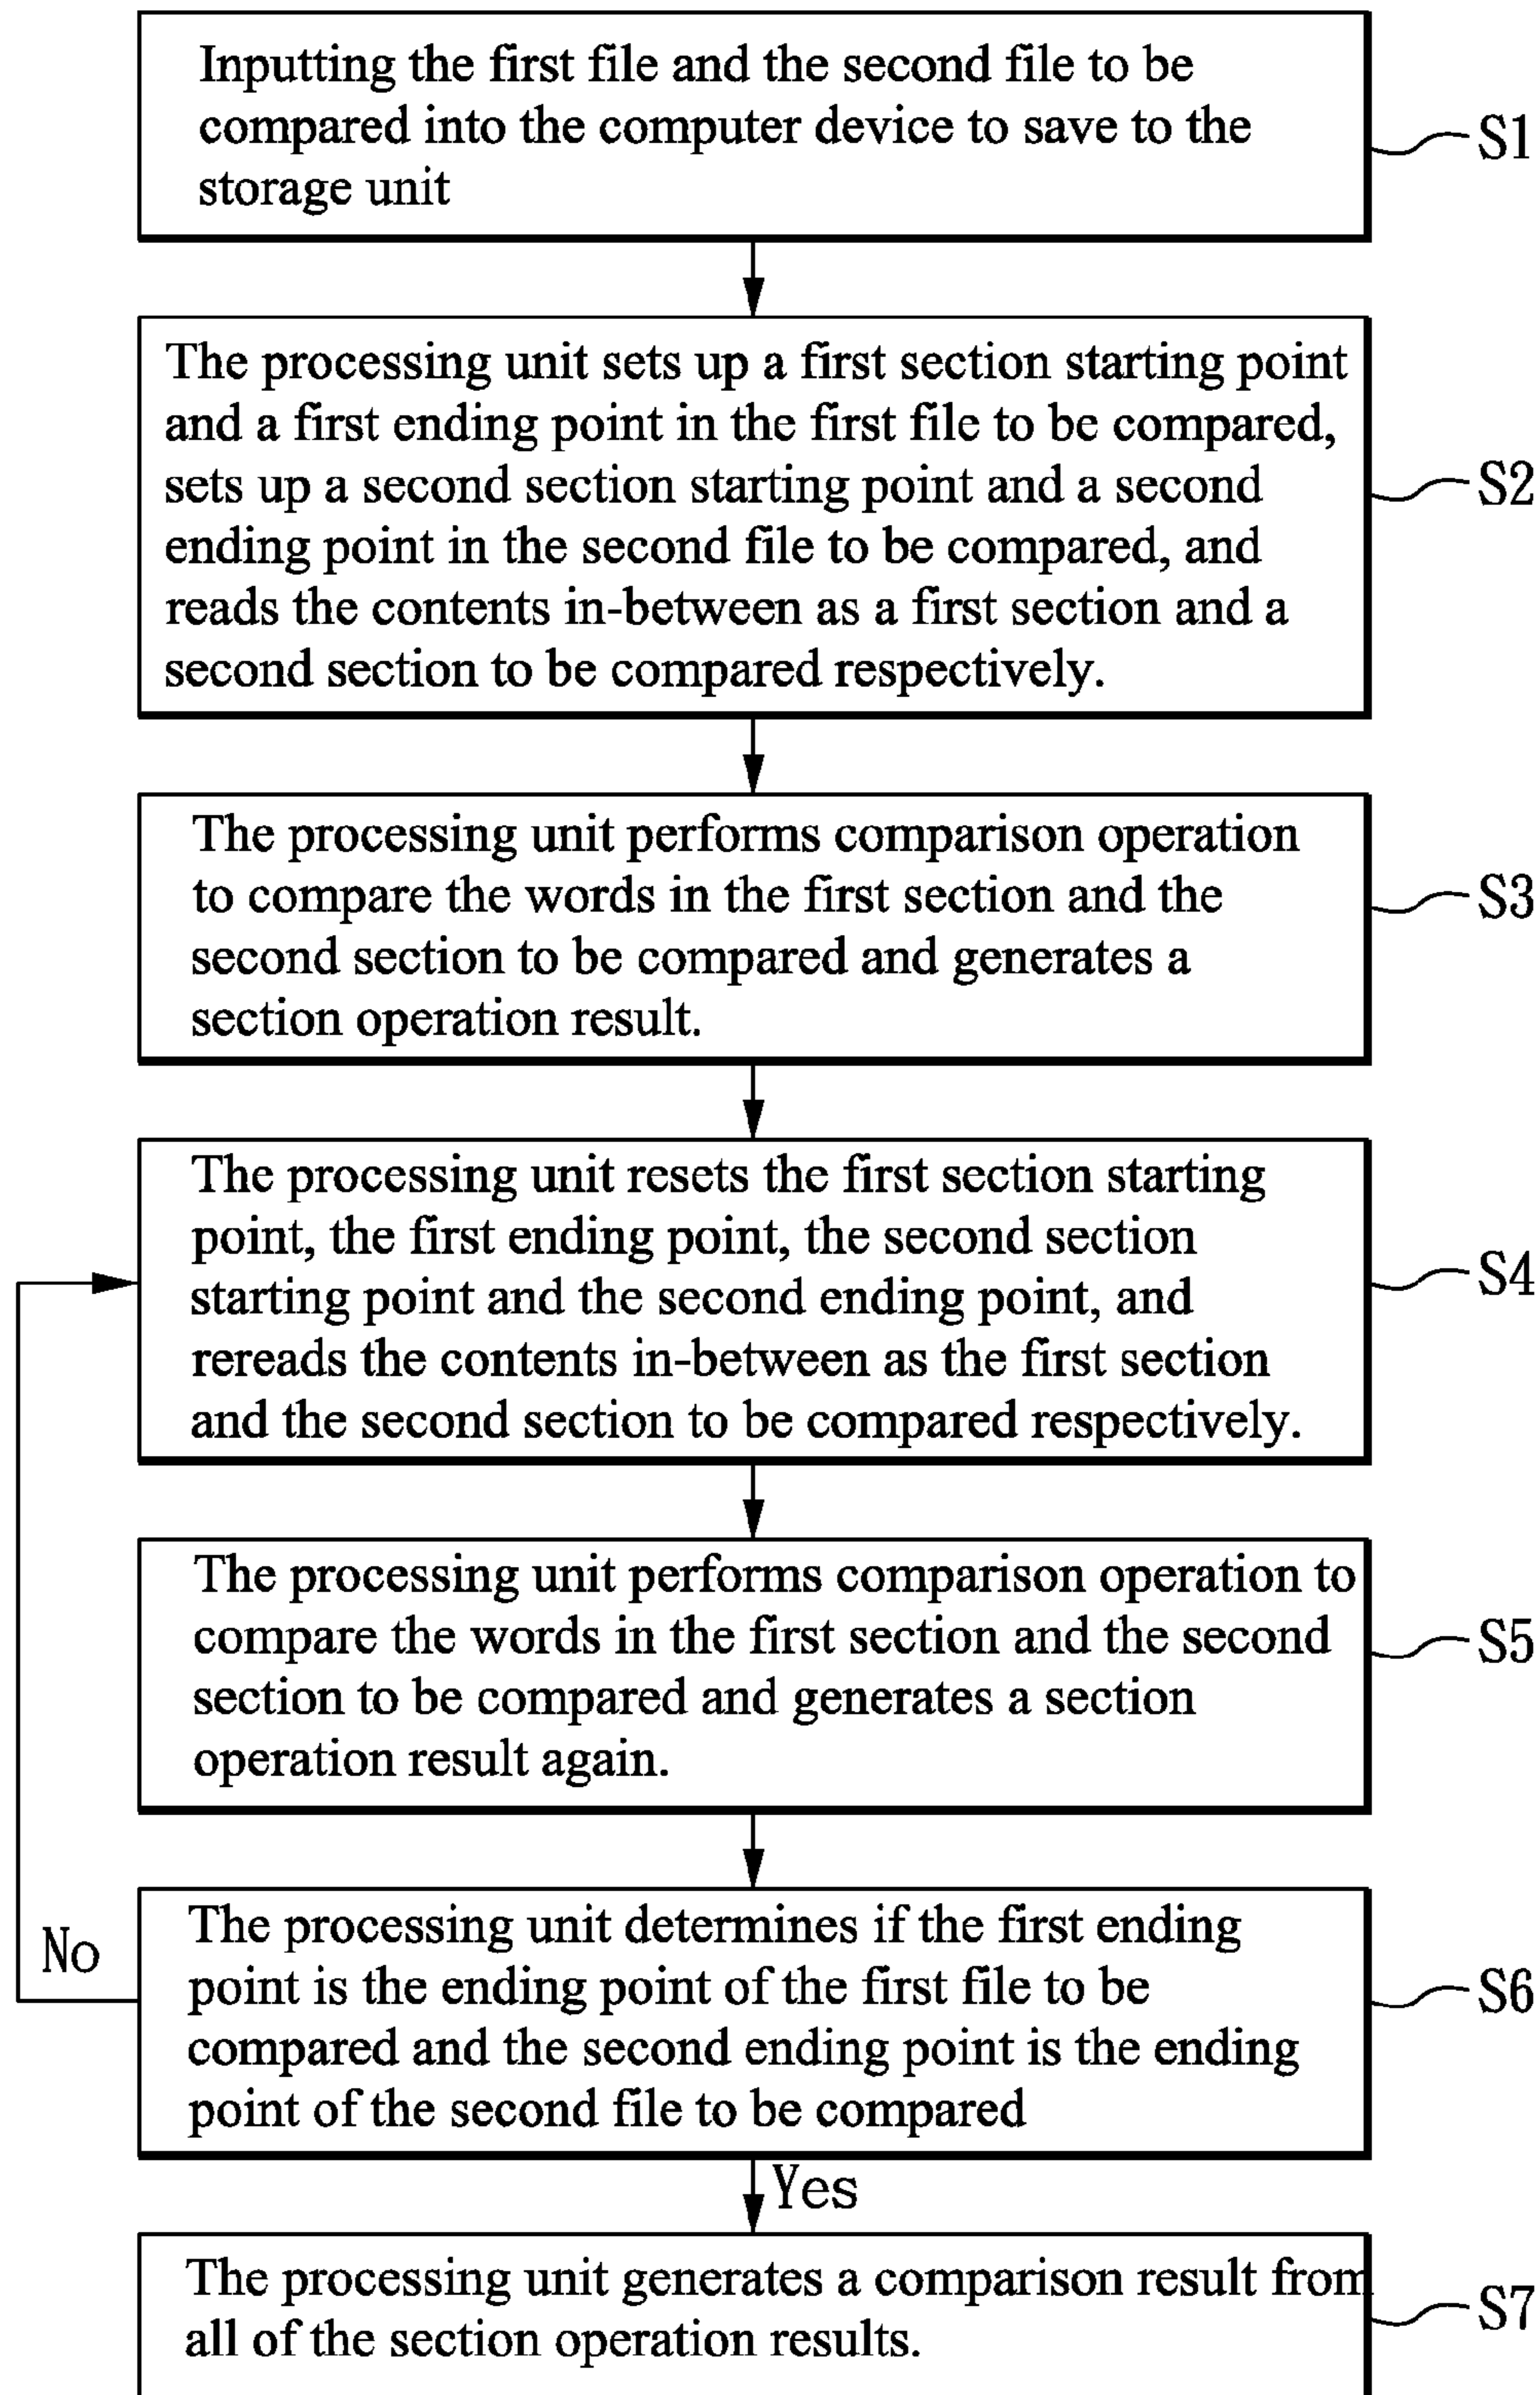 Inputting the first file and the second file to be
compared into the computer device to save to the
storage unit
S1
The processing unit sets up a first section starting point
and a first ending point in the first file to be compared,
sets up a second section starting point and a second
ending point in the second file to be compared, and
reads the contents in-between as a first section and a
second section to be compared respectively.
S2
The processing unit performs comparison operation
to compare the words in the first section and the
second section to be compared and generates a
section operation result.
S3
The processing unit resets the first section starting
point, the first ending point, the second section
starting point and the second ending point, and
rereads the contents in-between as the first section
and the second section to be compared respectively.
S4
The processing unit performs comparison operation to
compare the words in the first section and the second
section to be compared and generates a section
operation result again.
S5
The processing unit determines if the first ending
point is the ending point of the first file to be
compared and the second ending point is the ending
point of the second file to be compared
S6
No
Yes
The processing unit generates a comparison result from
all of the section operation results.
S7